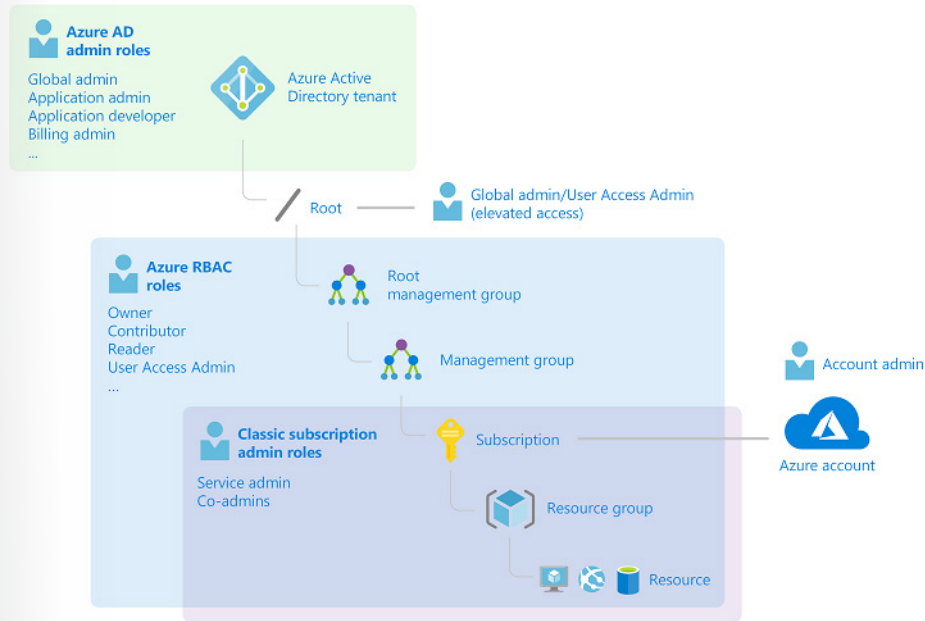 Azure AD
admin roles
Global admin
Application admin
Application developer
Billing admin
...
Azure Active
Directory tenant
Root
Global admin/User Access Admin
(elevated access)
Azure RBAC
roles
Owner
Contributor
Reader
User Access Admin
...
Root
management group
Management group
Account admin
Azure account
Classic subscription
admin roles
Service admin
Co-admins
Subscription
Resource group
Resource